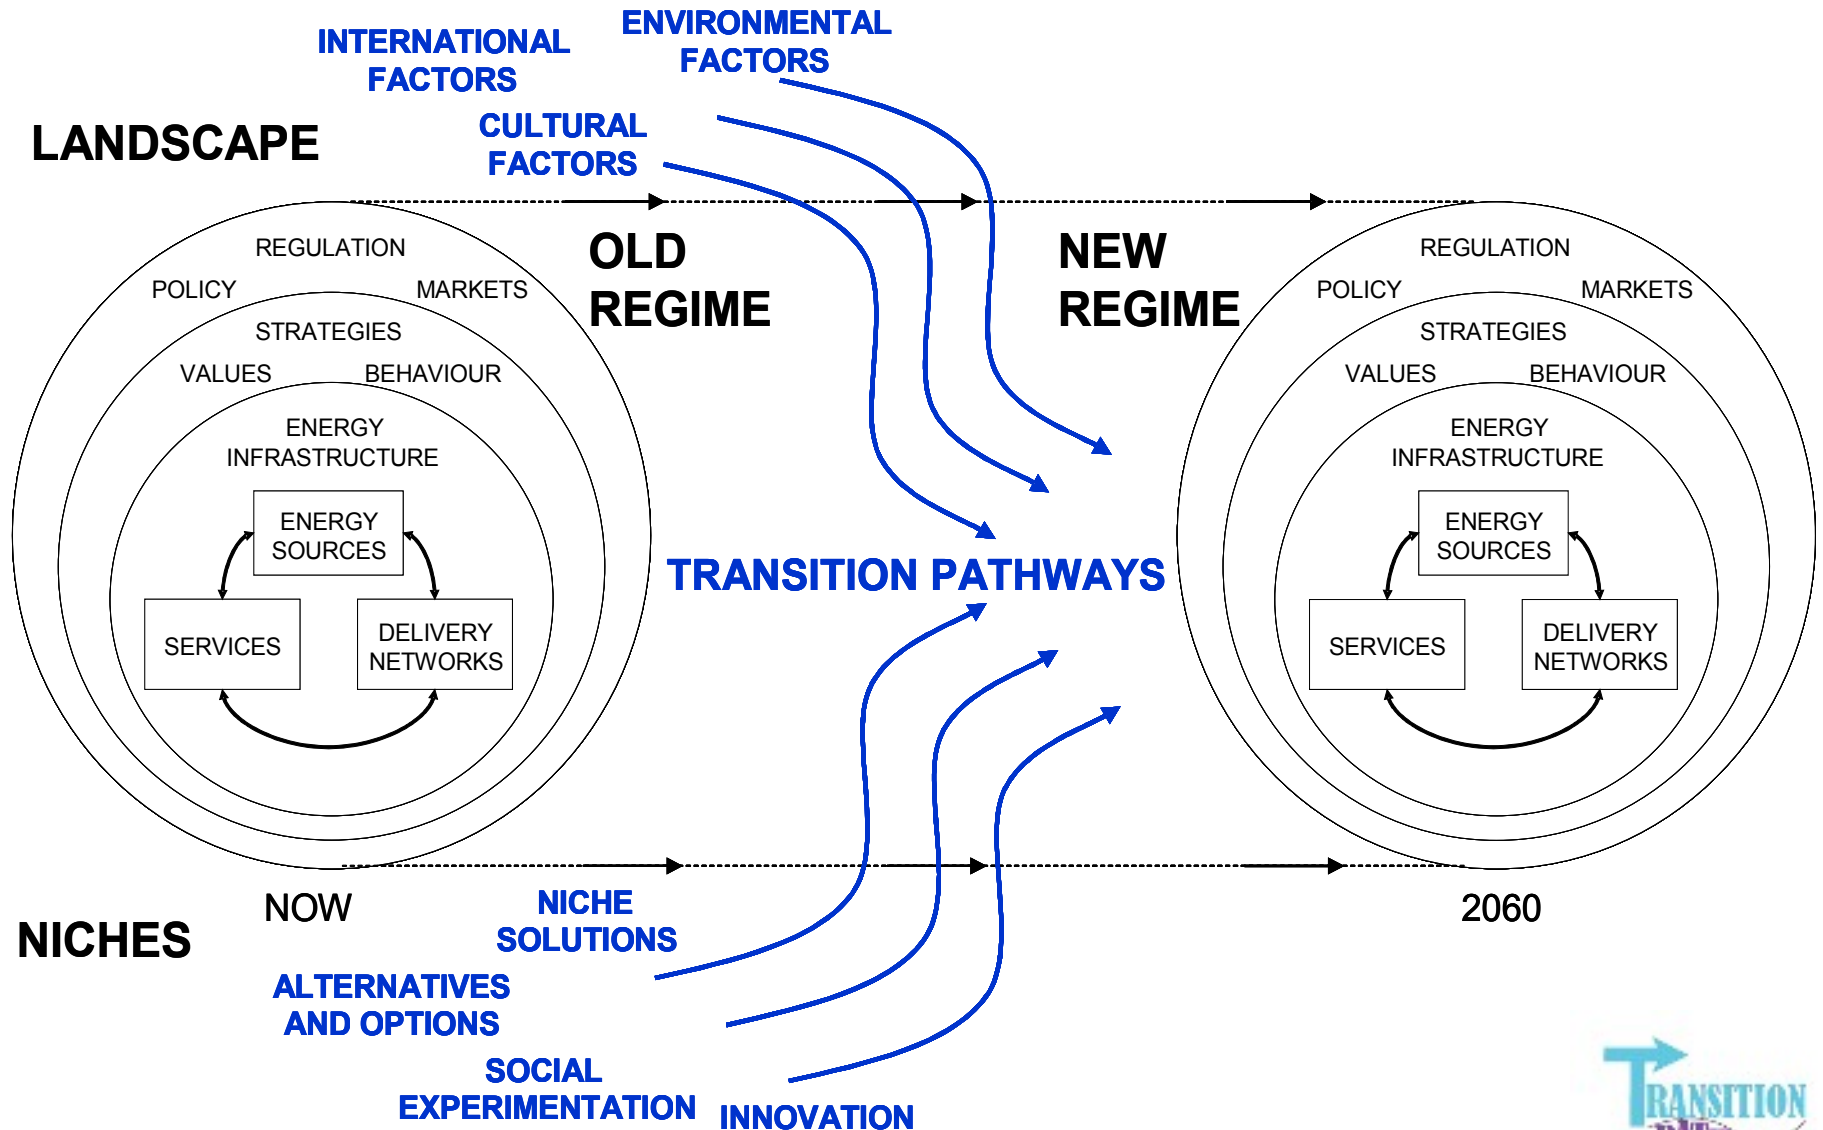 ENVIRONMENTAL
FACTORS
INTERNATIONAL
FACTORS
CULTURAL
FACTORS
LANDSCAPE
OLD
REGIME
NEW
REGIME
REGULATION
POLICY
MARKETS
STRATEGIES
VALUES
BEHAVIOUR
ENERGY
INFRASTRUCTURE
ENERGY
SOURCES
SERVICES
DELIVERY
NETWORKS
TRANSITION PATHWAYS
REGULATION
POLICY
MARKETS
STRATEGIES
VALUES
BEHAVIOUR
ENERGY
INFRASTRUCTURE
ENERGY
SOURCES
SERVICES
DELIVERY
NETWORKS
NOW
2060
NICHES
NICHE
SOLUTIONS
ALTERNATIVES
AND OPTIONS
SOCIAL
EXPERIMENTATION
INNOVATION
TRANSITION